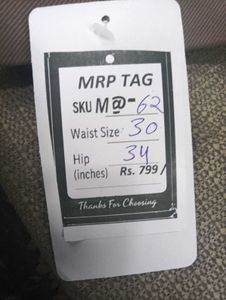 MRP TAG
SKU M@-62
Waist Size 30
Hip 34
(inches) Rs. 799/
Thanks For Choosing